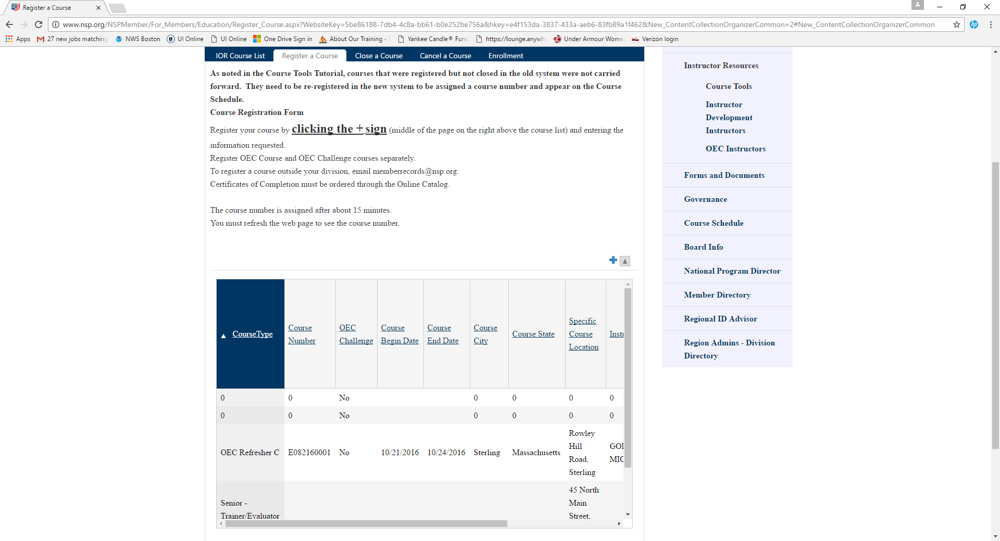 Register a Course
www.nsp.org/NSPMember/For_Members/Education/Register_Course.aspx?WebsiteKey=5be86188-7db4-4c8a-bb61-b0e252be756a&hkey=e4f153da-3837-433a-aeb6-83fb89a1f462&New_ContentCollectionOrganizerCommon=2#New_ContentCollectionOrganizerCommon
Apps 27 new jobs matching NWS Boston UI Online UI Online One Drive Sign in About Our Training - Yankee Candle® Fund https://lounge.anywh Under Armour Wome Verizon login
IOR Course List Register a Course Close a Course Cancel a Course Enrollment
As noted in the Course Tools Tutorial, courses that were registered but not closed in the old system were not carried
forward. They need to be re-registered in the new system to be assigned a course number and appear on the Course
Schedule.
Course Registration Form
Register your course by clicking the + sign (middle of the page on the right above the course list) and entering the
information requested.
Register OEC Course and OEC Challenge courses separately.
To register a course outside your division, email memberrecords@nsp.org.
Certificates of Completion must be ordered through the Online Catalog.
The course number is assigned after about 15 minutes.
You must refresh the web page to see the course number.
▲ CourseType
Course
Number
OEC
Challenge
Course
Begin Date
Course
End Date
Course
City
Course State
Specific
Course
Location
Instr
0 0 No 0 0 0 0
0 0 No 0 0 0 0
OEC Refresher C E082160001 No 10/21/2016 10/24/2016 Sterling Massachusetts
Rowley
Hill
Road,
Sterling
GOI
MIC
Senior -
Trainer/Evaluator
45 North
Main
Street,
Instructor Resources
Course Tools
Instructor
Development
Instructors
OEC Instructors
Forms and Documents
Governance
Course Schedule
Board Info
National Program Director
Member Directory
Regional ID Advisor
Region Admins - Division
Directory